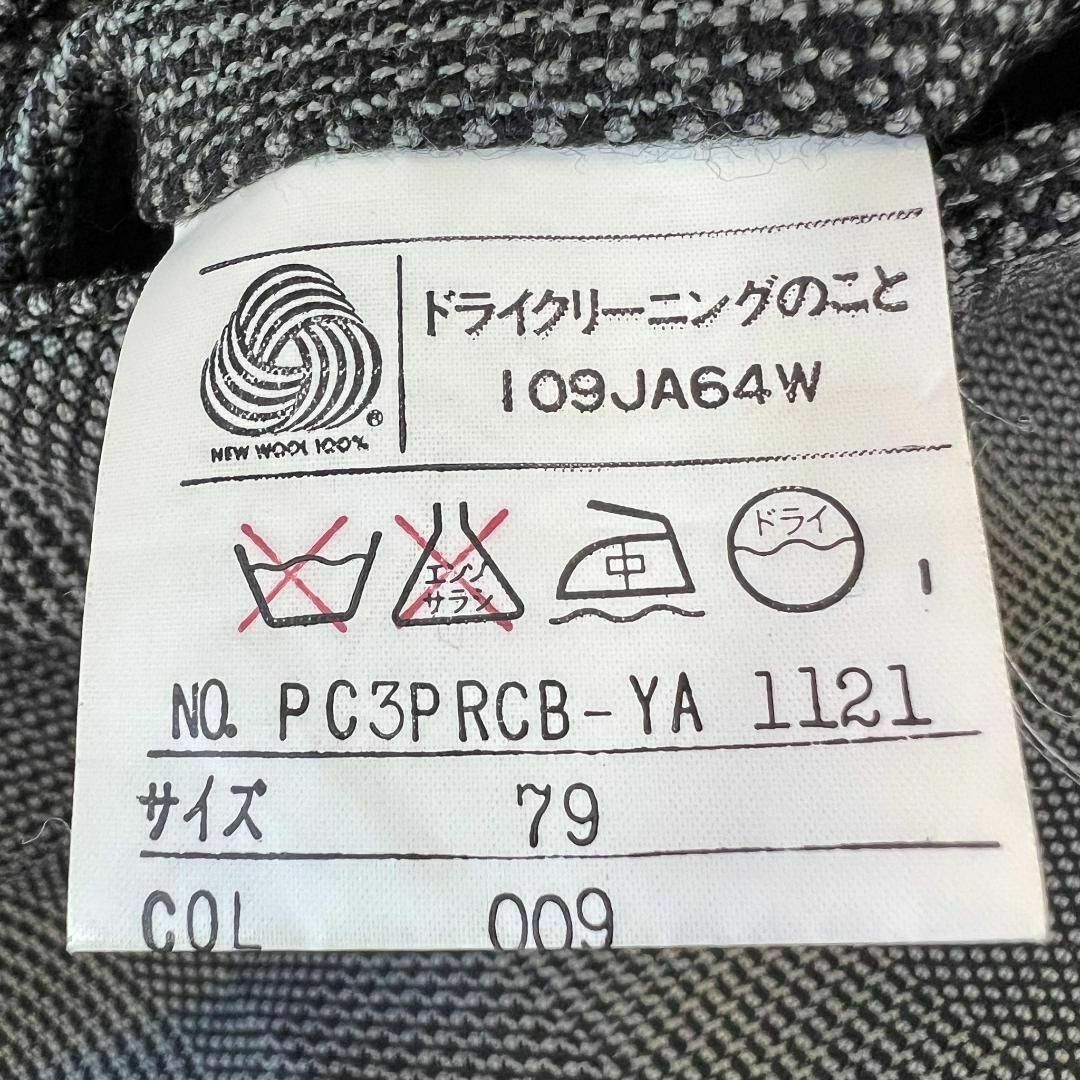 ドライクリーニングのこと
109JA64W
®
NEW WOOL 100%
エンソ
サラシ
中
ドライ
NO. PC3PRCB-YA 1121
サイズ 79
COL 009